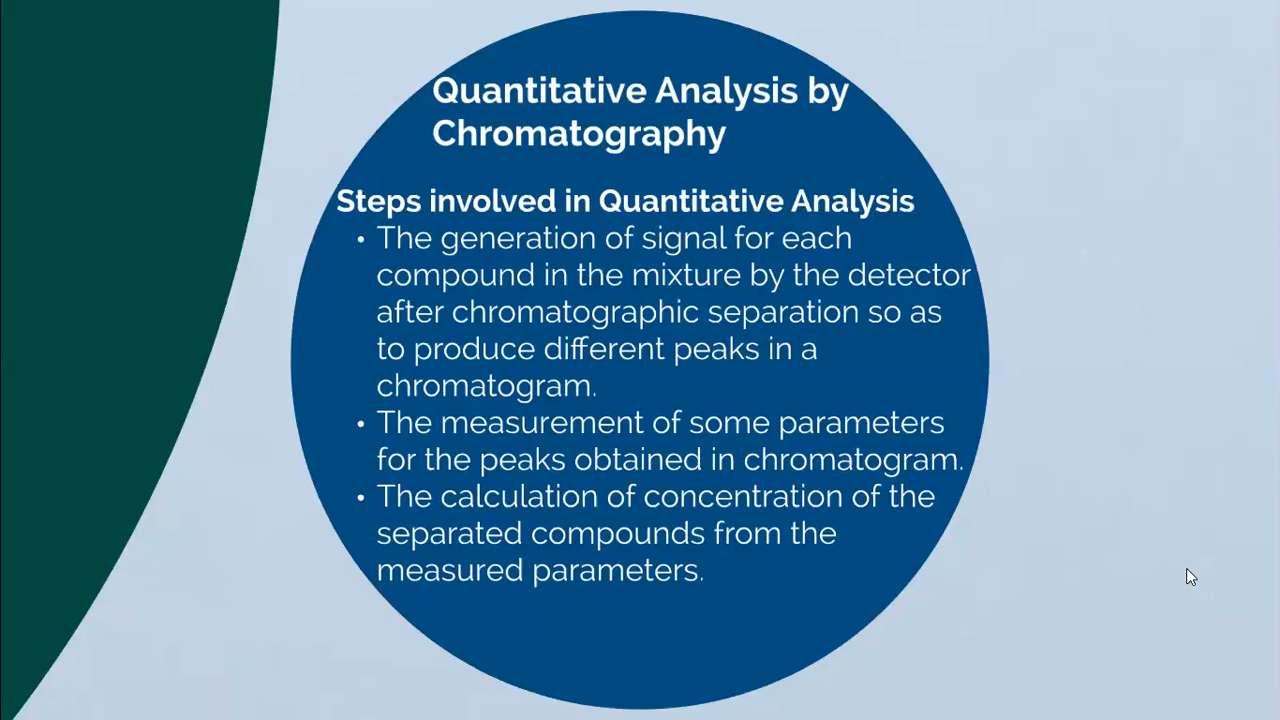 Quantitative Analysis by
Chromatography
Steps involved in Quantitative Analysis
• The generation of signal for each
compound in the mixture by the detector
after chromatographic separation so as
to produce different peaks in a
chromatogram.
• The measurement of some parameters
for the peaks obtained in chromatogram.
• The calculation of concentration of the
separated compounds from the
measured parameters.